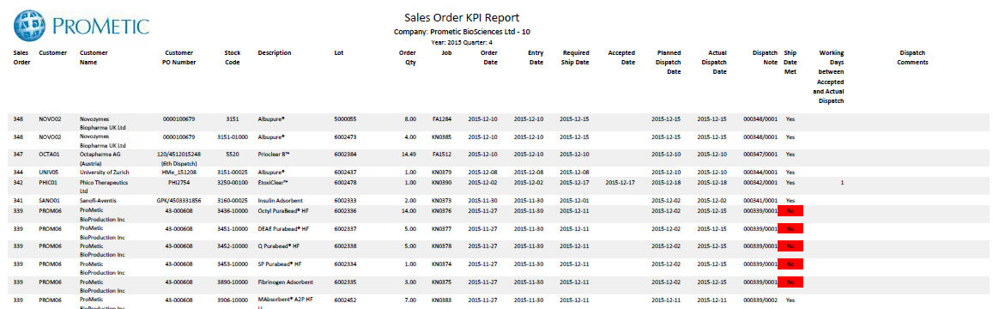 PROMETIC
Sales Order KPI Report
Company: Prometic BioSciences Ltd - 10
Year: 2015 Quarter: 4
Sales Order Customer Customer Name Customer PO Number Stock Code Description Lot Order Qty Job Order Date Entry Date Required Ship Date Accepted Date Planned Dispatch Date Actual Dispatch Date Dispatch Note Ship Date Met Working Days between Accepted and Actual Dispatch Dispatch Comments
348 NOVO02 Novozymes 0000100679 3151 Albupure® 5000055 8.00 FA1284 2015-12-10 2015-12-10 2015-12-15 2015-12-15 2015-12-15 000348/0001 Yes
Biopharma UK Ltd
348 NOVO02 Novozymes 0000100679 3151-01000 Albupure® 6002473 4.00 KN0385 2015-12-10 2015-12-10 2015-12-15 2015-12-15 2015-12-15 000348/0001 Yes
Biopharma UK Ltd
347 OCTA01 Octapharma AG 120/4512015248 5520 Prioclear B™ 6002384 14.49 FA1512 2015-12-10 2015-12-10 2015-12-10 2015-12-10 2015-12-10 000347/0001 Yes
(Austria) (6th Dispatch)
344 UNIV05 University of Zurich HMe_151208 3151-00025 Albupure® 6002437 1.00 KN0379 2015-12-08 2015-12-08 2015-12-08 2015-12-10 2015-12-10 000344/0001 Yes
342 PHIC01 Phico Therapeutics PHI2754 3250-00100 EtoxiClear™ 6002478 1.00 KN0390 2015-12-02 2015-12-02 2015-12-17 2015-12-17 2015-12-18 2015-12-18 000342/0001 Yes 1
Ltd
341 SANO01 Sanofi-Aventis GPK/4503331856 3160-00025 Insulin Adsorbent 6002333 2.00 KN0373 2015-11-30 2015-11-30 2015-12-01 2015-12-02 2015-12-02 000341/0001 Yes
339 PROM06 ProMetic 43-000608 3436-10000 Octyl PuraBead® HF 6002336 14.00 KN0376 2015-11-27 2015-11-30 2015-12-11 2015-12-02 2015-12-15 000339/0001 No
BioProduction Inc
339 PROM06 ProMetic 43-000608 3451-10000 DEAE Purabead® HF 6002337 5.00 KN0377 2015-11-27 2015-11-30 2015-12-11 2015-12-02 2015-12-15 000339/0001 No
BioProduction Inc
339 PROM06 ProMetic 43-000608 3452-10000 Q Purabead® HF 6002338 5.00 KN0378 2015-11-27 2015-11-30 2015-12-11 2015-12-02 2015-12-15 000339/0001 No
BioProduction Inc
339 PROM06 ProMetic 43-000608 3453-10000 SP Purabead® HF 6002334 1.00 KN0374 2015-11-27 2015-11-30 2015-12-11 2015-12-02 2015-12-15 000339/0001 No
BioProduction Inc
339 PROM06 ProMetic 43-000608 3890-10000 Fibrinogen Adsorbent 6002335 3.00 KN0375 2015-11-27 2015-11-30 2015-12-11 2015-12-02 2015-12-15 000339/0001 No
BioProduction Inc
339 PROM06 ProMetic 43-000608 3906-10000 MAbsorbent® A2P HF 6002452 7.00 KN0383 2015-11-27 2015-11-30 2015-12-11 2015-12-11 2015-12-15 000339/0002 Yes
BioProduction Inc